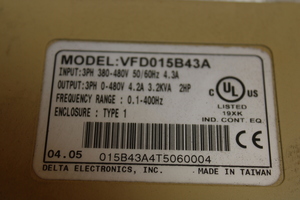 MODEL:VFD015B43A
INPUT:3PH 380-480V 50/60Hz 4.3A
OUTPUT:3PH 0-480V 4.2A 3.2KVA 2HP
FREQUENCY RANGE : 0.1-400Hz
ENCLOSURE : TYPE 1
C UL US
LISTED
19XK
IND. CONT. EQ.
04.05
015B43A4T5060004
DELTA ELECTRONICS, INC. MADE IN TAIWAN